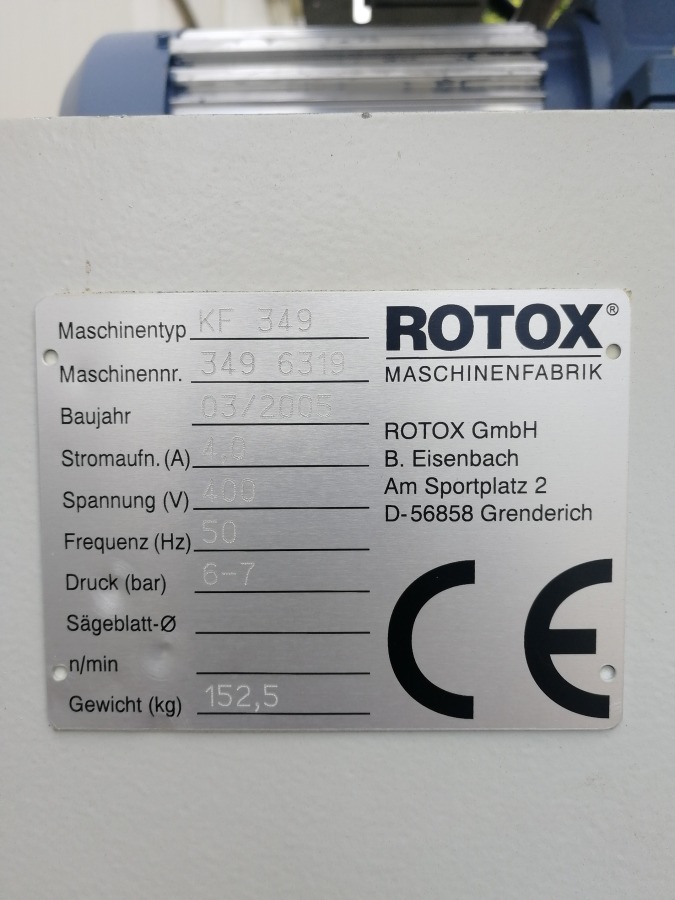 Maschinentyp KF 349
Maschinennr. 349 6319
Baujahr 03/2005
Stromaufn. (A) 4.0
Spannung (V) 400
Frequenz (Hz) 50
Druck (bar) 6-7
Sägeblatt-Ø
n/min
Gewicht (kg) 152,5
ROTOX®
MASCHINENFABRIK
ROTOX GmbH
B. Eisenbach
Am Sportplatz 2
D-56858 Grenderich
CE